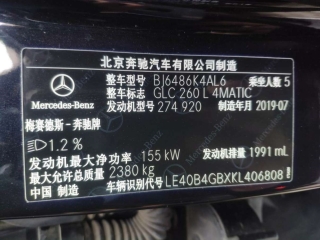 北京奔驰汽车有限公司制造
整车型号 BJ6486K4AL6 乘坐人数 5
整车型号 GLC 260 L 4MATIC
发动机型号 274 920 制造年月 2019-07
Mercedes-Benz
梅赛德斯－奔驰牌
1.2 %
发动机最大净功率 155 kW 发动机排量 1991 mL
最大允许总质量 2380 kg
中国 制造 车辆识别代号 LE40B4GBXKL406808